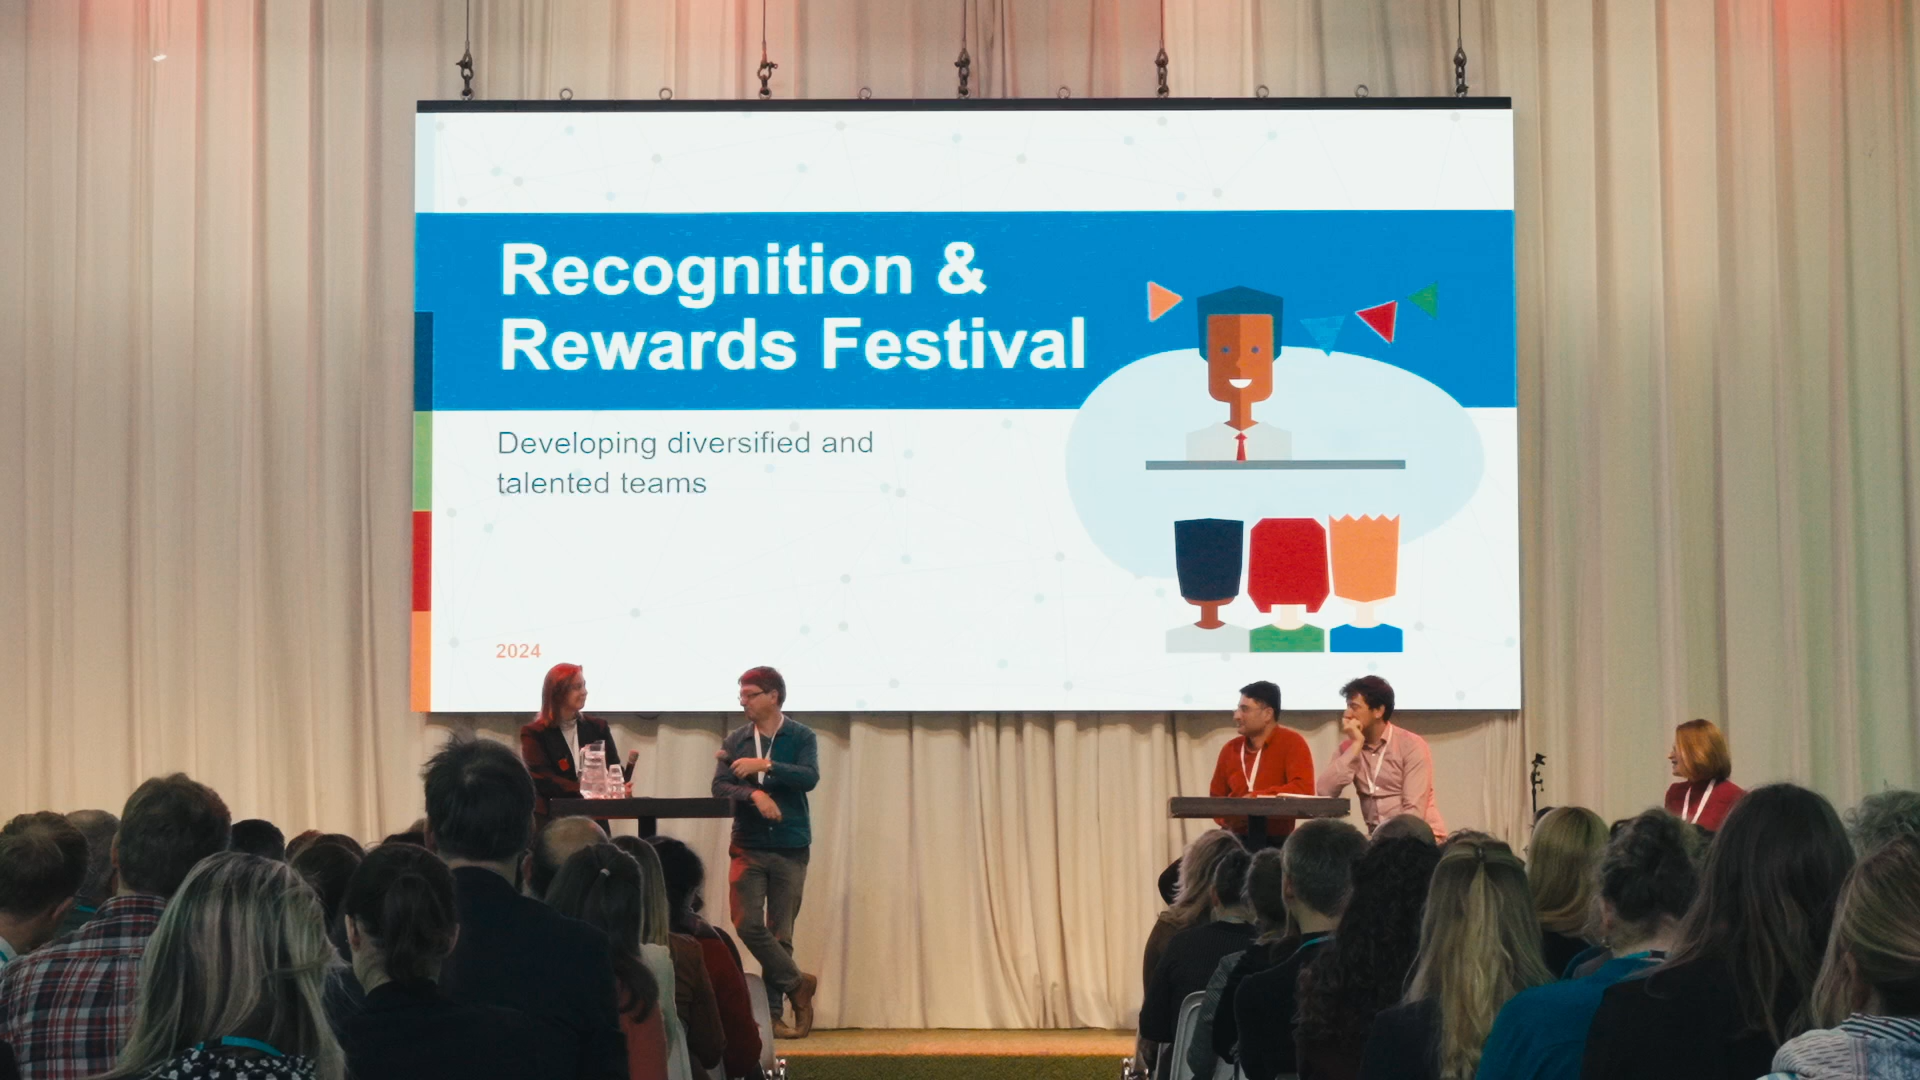 Recognition &
Rewards Festival
Developing diversified and
talented teams
2024